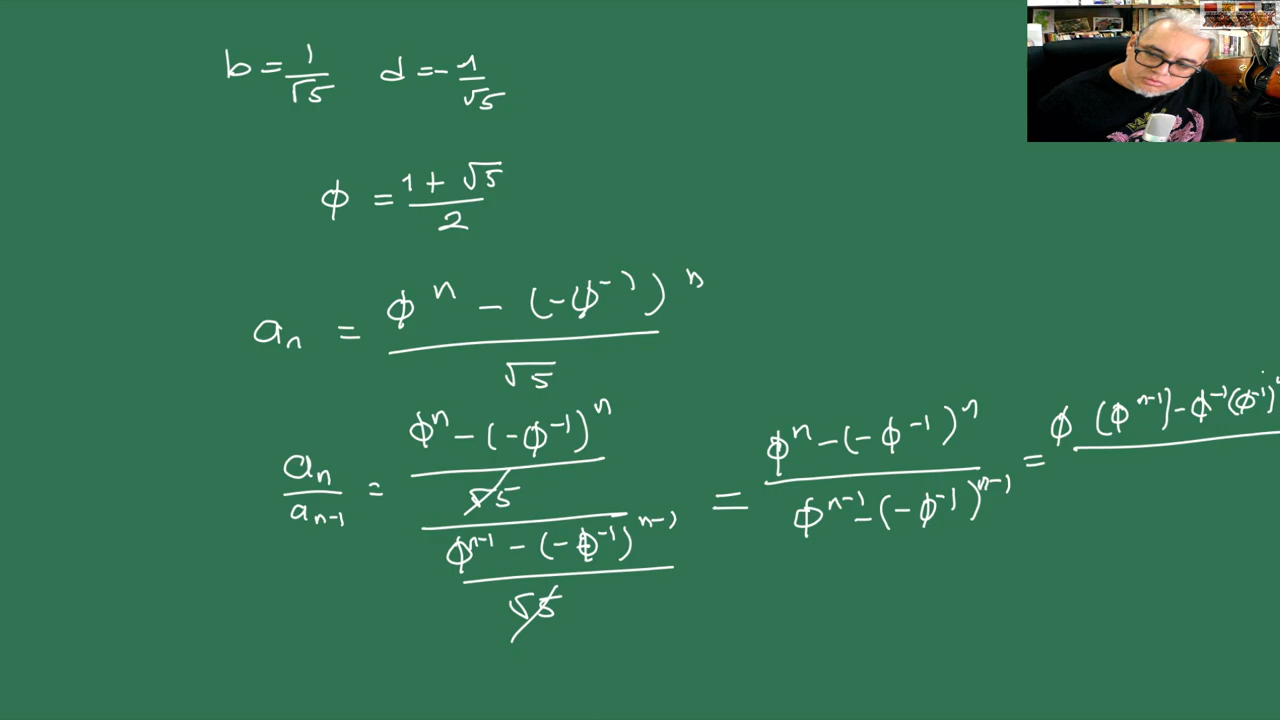 b = 1/√5 d = -1/√5
ϕ = (1 + √5)/2
aₙ = (ϕⁿ - (-ϕ⁻¹)ⁿ)/√5
aₙ/aₙ₋₁ = ((ϕⁿ - (-ϕ⁻¹)ⁿ)/√5)/((ϕⁿ⁻¹ - (-ϕ⁻¹)ⁿ⁻¹)/√5) = (ϕⁿ - (-ϕ⁻¹)ⁿ)/(ϕⁿ⁻¹ - (-ϕ⁻¹)ⁿ⁻¹) = ϕ (ϕⁿ⁻¹) - ϕ⁻¹(ϕ⁻¹)